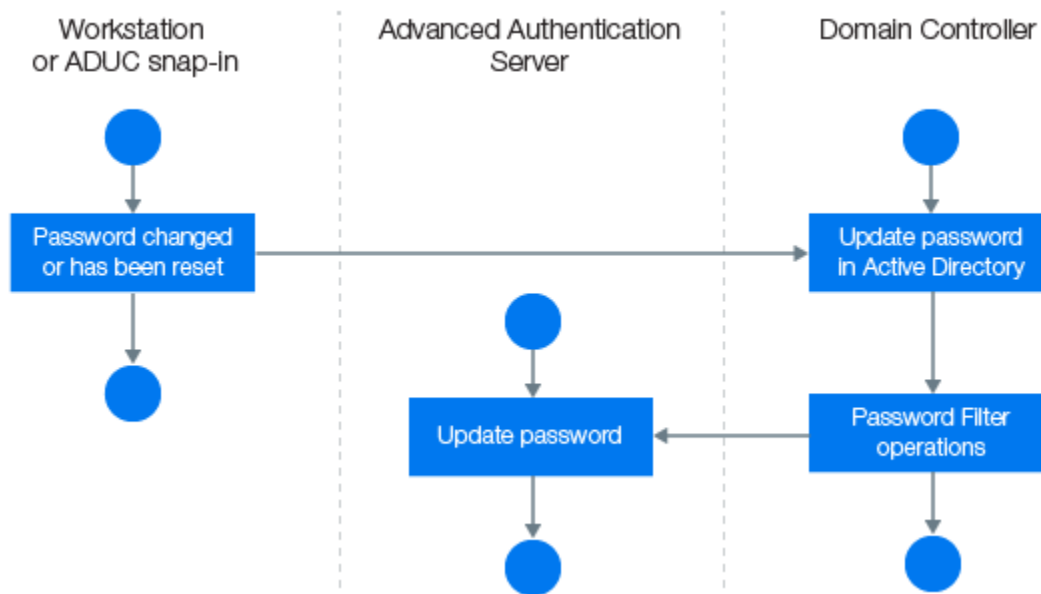 Workstation
or ADUC snap-in
Advanced Authentication
Server
Domain Controller
Password changed
or has been reset
Update password
in Active Directory
Update password
Password Filter
operations